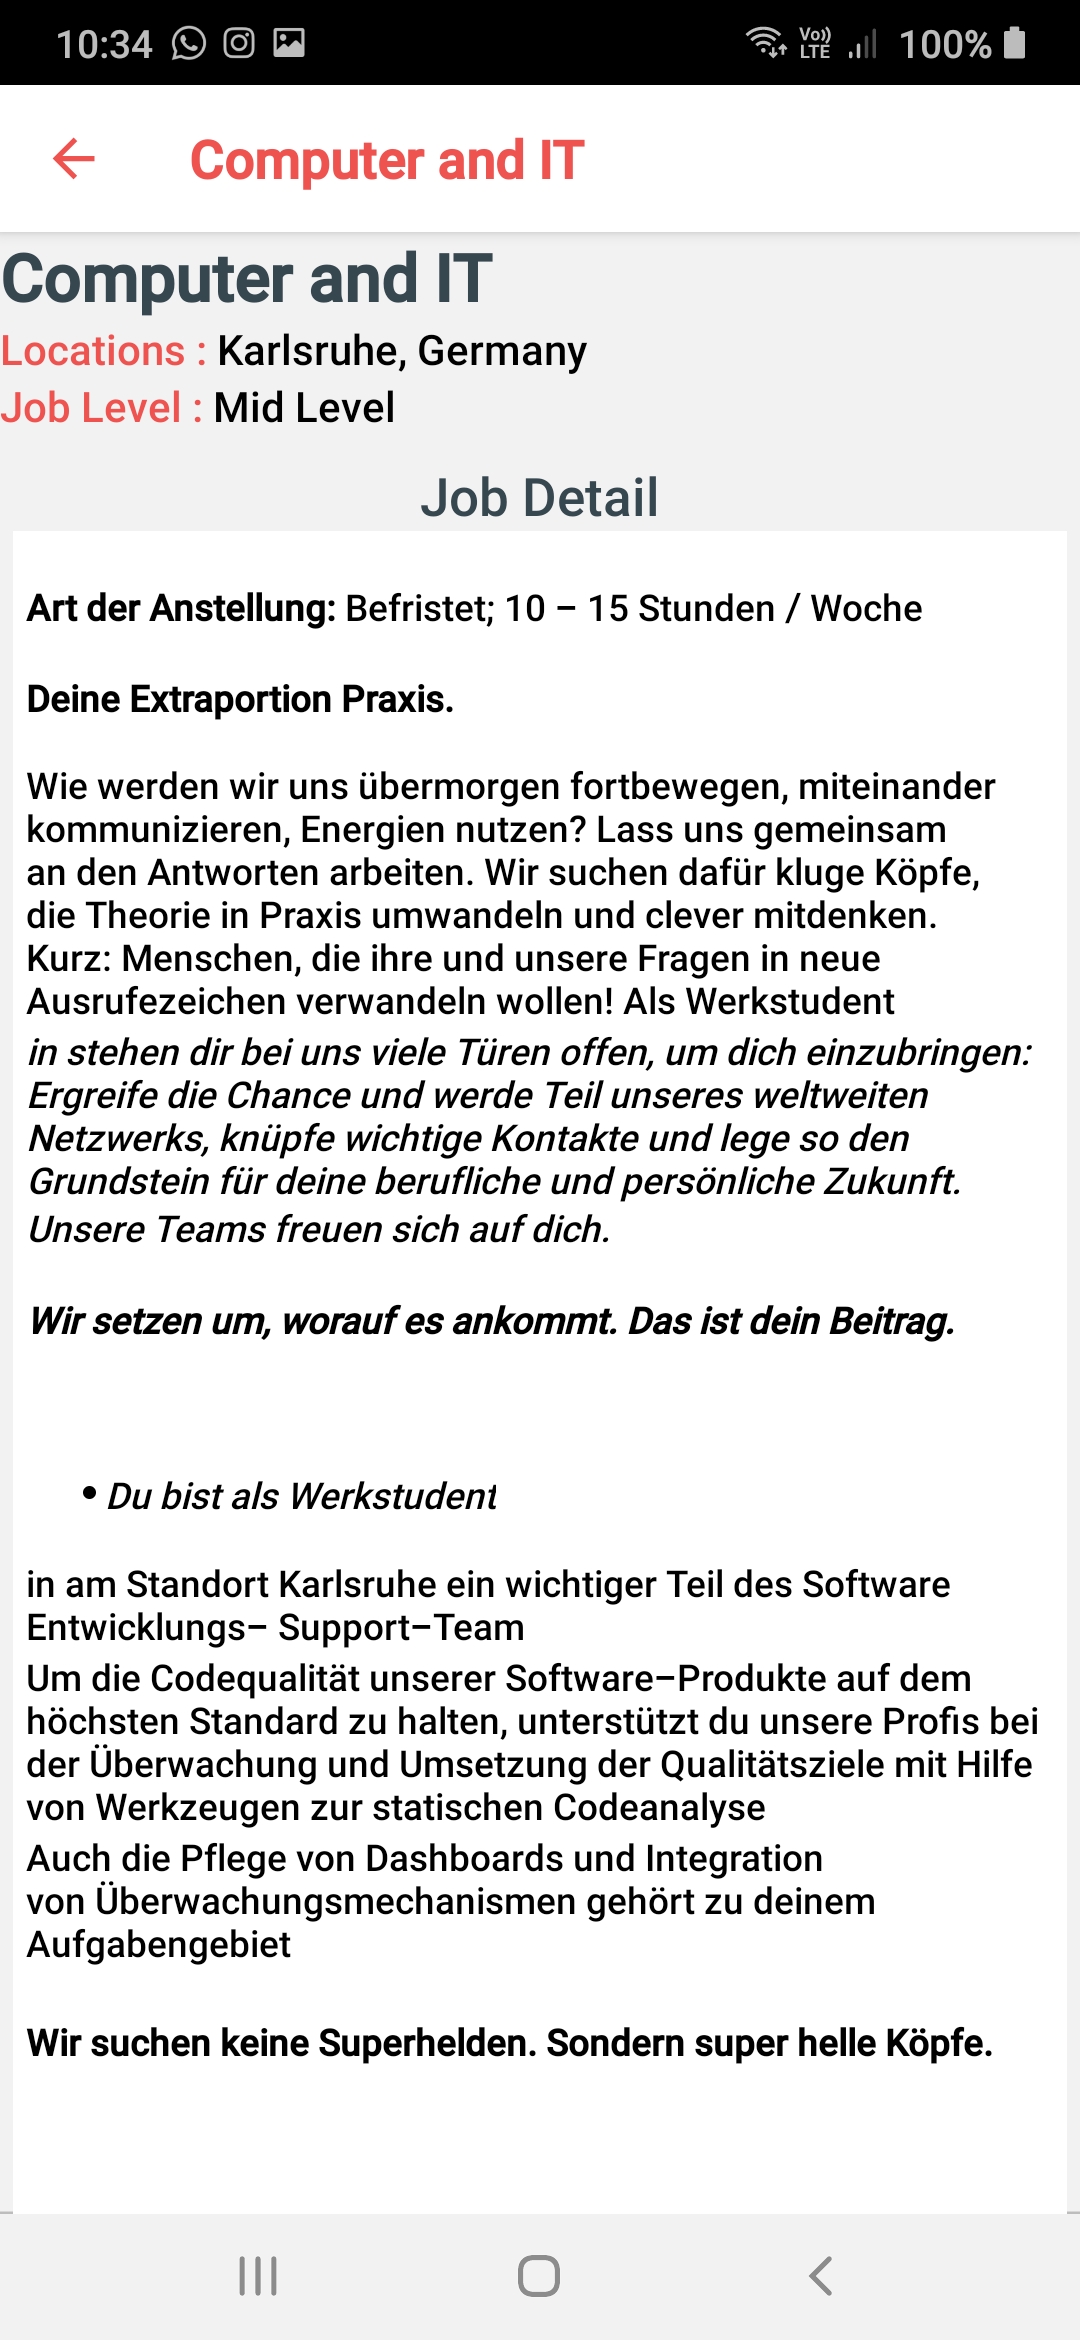 10:34
Vo)) LTE
100%
Computer and IT
Computer and IT
Locations : Karlsruhe, Germany
Job Level : Mid Level
Job Detail
Art der Anstellung: Befristet; 10 – 15 Stunden / Woche
Deine Extraportion Praxis.
Wie werden wir uns übermorgen fortbewegen, miteinander
kommunizieren, Energien nutzen? Lass uns gemeinsam
an den Antworten arbeiten. Wir suchen dafür kluge Köpfe,
die Theorie in Praxis umwandeln und clever mitdenken.
Kurz: Menschen, die ihre und unsere Fragen in neue
Ausrufezeichen verwandeln wollen! Als Werkstudent
in stehen dir bei uns viele Türen offen, um dich einzubringen:
Ergreife die Chance und werde Teil unseres weltweiten
Netzwerks, knüpfe wichtige Kontakte und lege so den
Grundstein für deine berufliche und persönliche Zukunft.
Unsere Teams freuen sich auf dich.
Wir setzen um, worauf es ankommt. Das ist dein Beitrag.
• Du bist als Werkstudent
in am Standort Karlsruhe ein wichtiger Teil des Software
Entwicklungs– Support–Team
Um die Codequalität unserer Software–Produkte auf dem
höchsten Standard zu halten, unterstützt du unsere Profis bei
der Überwachung und Umsetzung der Qualitätsziele mit Hilfe
von Werkzeugen zur statischen Codeanalyse
Auch die Pflege von Dashboards und Integration
von Überwachungsmechanismen gehört zu deinem
Aufgabengebiet
Wir suchen keine Superhelden. Sondern super helle Köpfe.